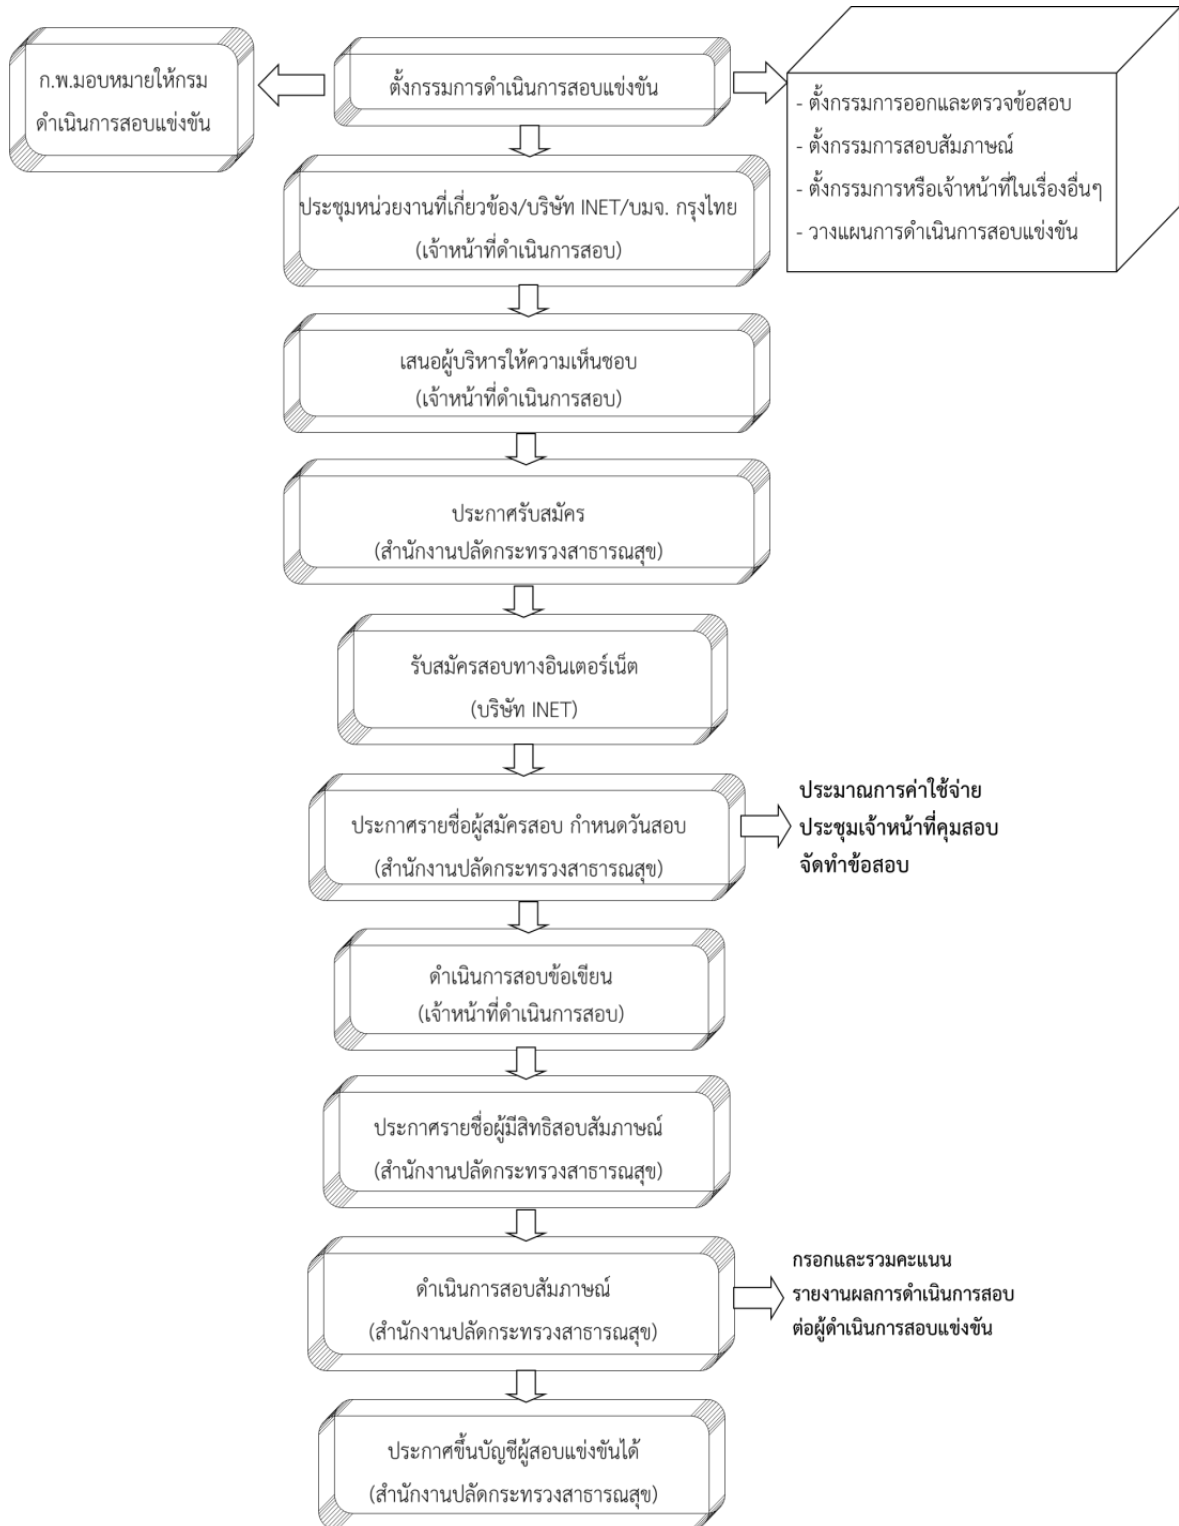 ก.พ.มอบหมายให้กรม
ดำเนินการสอบแข่งขัน
ตั้งกรรมการดำเนินการสอบแข่งขัน
- ตั้งกรรมการออกและตรวจข้อสอบ
- ตั้งกรรมการสอบสัมภาษณ์
- ตั้งกรรมการหรือเจ้าหน้าที่ในเรื่องอื่นๆ
- วางแผนการดำเนินการสอบแข่งขัน
ประชุมหน่วยงานที่เกี่ยวข้อง/บริษัท INET/บมจ. กรุงไทย
(เจ้าหน้าที่ดำเนินการสอบ)
เสนอผู้บริหารให้ความเห็นชอบ
(เจ้าหน้าที่ดำเนินการสอบ)
ประกาศรับสมัคร
(สำนักงานปลัดกระทรวงสาธารณสุข)
รับสมัครสอบทางอินเตอร์เน็ต
(บริษัท INET)
ประกาศรายชื่อผู้สมัครสอบ กำหนดวันสอบ
(สำนักงานปลัดกระทรวงสาธารณสุข)
ประมาณการค่าใช้จ่าย
ประชุมเจ้าหน้าที่คุมสอบ
จัดทำข้อสอบ
ดำเนินการสอบข้อเขียน
(เจ้าหน้าที่ดำเนินการสอบ)
ประกาศรายชื่อผู้มีสิทธิสอบสัมภาษณ์
(สำนักงานปลัดกระทรวงสาธารณสุข)
ดำเนินการสอบสัมภาษณ์
(สำนักงานปลัดกระทรวงสาธารณสุข)
กรอกและรวมคะแนน
รายงานผลการดำเนินการสอบ
ต่อผู้ดำเนินการสอบแข่งขัน
ประกาศขึ้นบัญชีผู้สอบแข่งขันได้
(สำนักงานปลัดกระทรวงสาธารณสุข)